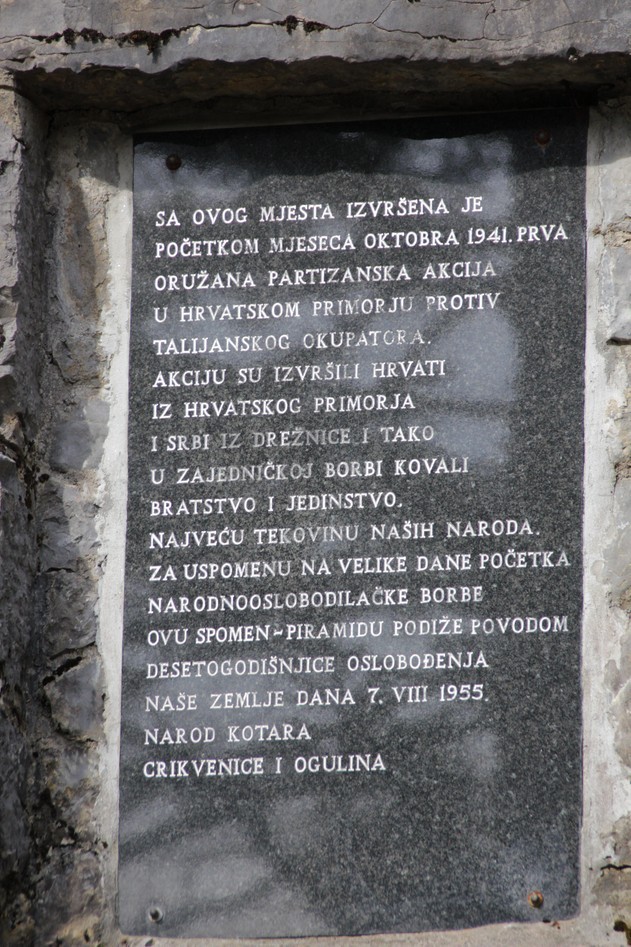 SA OVOG MJESTA IZVRŠENA JE
POČETKOM MJESECA OKTOBRA 1941. PRVA
ORUŽANA PARTIZANSKA AKCIJA
U HRVATSKOM PRIMORJU PROTIV
TALIJANSKOG OKUPATORA.
AKCIJU SU IZVRŠILI HRVATI
IZ HRVATSKOG PRIMORJA
I SRBI IZ DREŽNICE I TAKO
U ZAJEDNIČKOJ BORBI KOVALI
BRATSTVO I JEDINSTVO.
NAJVEĆU TEKOVINU NAŠIH NARODA.
ZA USPOMENU NA VELIKE DANE POČETKA
NARODNOOSLOBODILAČKE BORBE
OVU SPOMEN-PIRAMIDU PODIŽE POVODOM
DESETOGODIŠNJICE OSLOBOĐENJA
NAŠE ZEMLJE DANA 7. VIII 1955.
NAROD KOTARA
CRIKVENICE I OGULINA